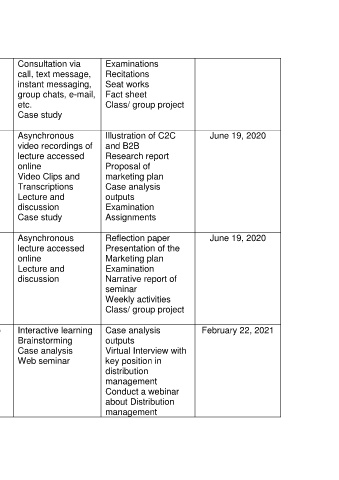 Consultation via
call, text message,
instant messaging,
group chats, e-mail,
etc.
Case study
Examinations
Recitations
Seat works
Fact sheet
Class/ group project
Asynchronous
video recordings of
lecture accessed
online
Video Clips and
Transcriptions
Lecture and
discussion
Case study
Illustration of C2C
and B2B
Research report
Proposal of
marketing plan
Case analysis
outputs
Examination
Assignments
June 19, 2020
Asynchronous
lecture accessed
online
Lecture and
discussion
Reflection paper
Presentation of the
Marketing plan
Examination
Narrative report of
seminar
Weekly activities
Class/ group project
June 19, 2020
Interactive learning
Brainstorming
Case analysis
Web seminar
Case analysis
outputs
Virtual Interview with
key position in
distribution
management
Conduct a webinar
about Distribution
management
February 22, 2021